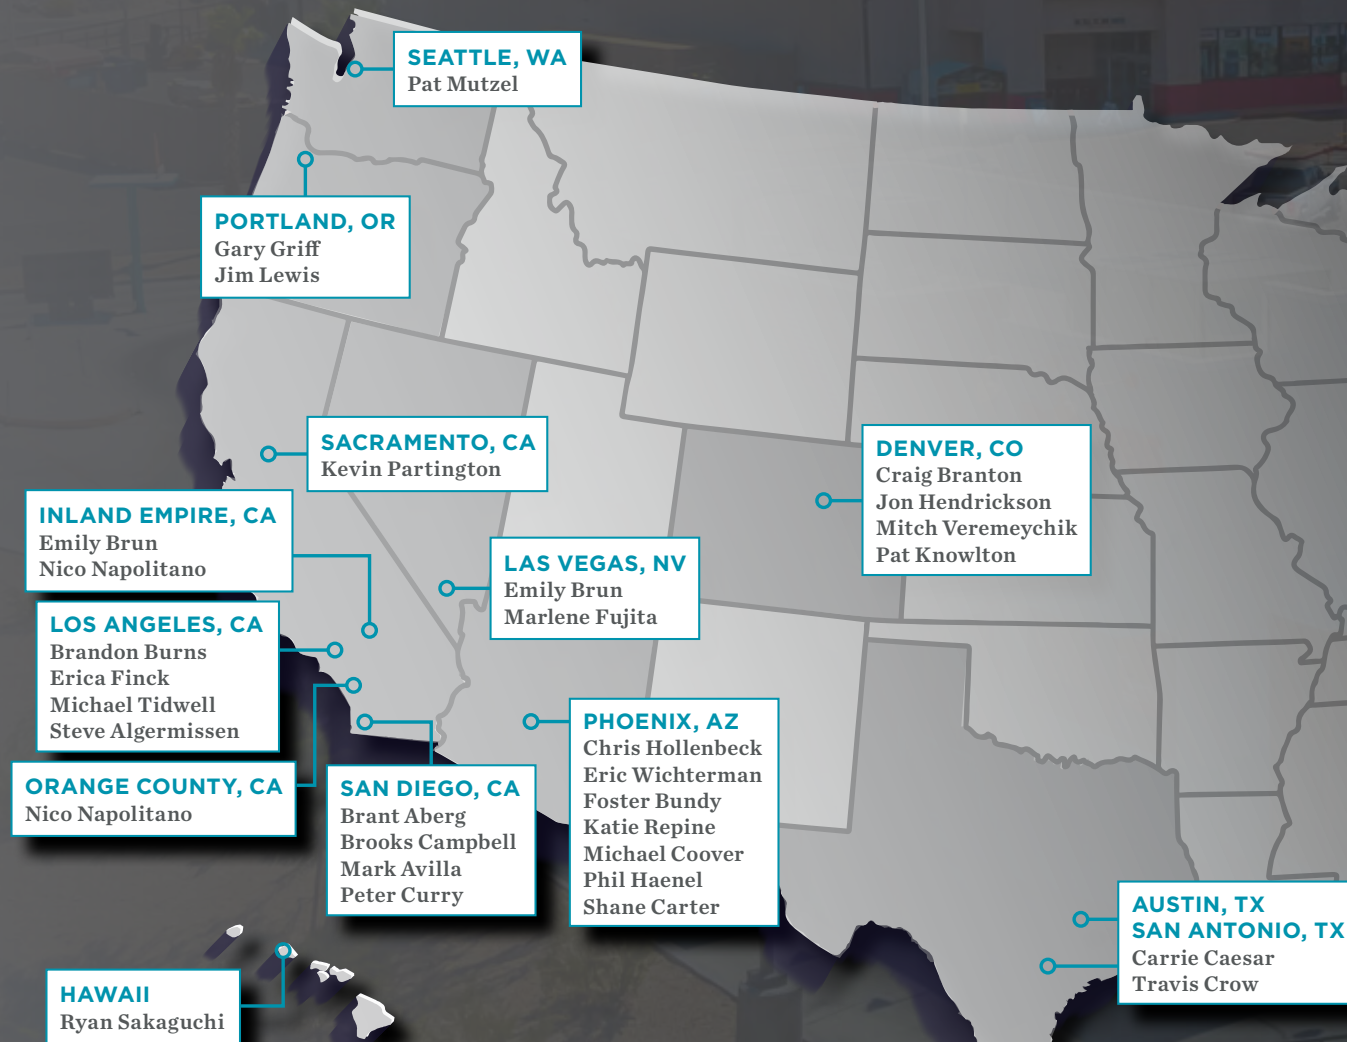 SEATTLE, WA
Pat Mutzel
PORTLAND, OR
Gary Griff
Jim Lewis
SACRAMENTO, CA
Kevin Partington
DENVER, CO
Craig Branton
Jon Hendrickson
Mitch Veremeychik
Pat Knowlton
INLAND EMPIRE, CA
Emily Brun
Nico Napolitano
LAS VEGAS, NV
Emily Brun
Marlene Fujita
LOS ANGELES, CA
Brandon Burns
Erica Finck
Michael Tidwell
Steve Algermissen
ORANGE COUNTY, CA
Nico Napolitano
SAN DIEGO, CA
Brant Aberg
Brooks Campbell
Mark Avilla
Peter Curry
PHOENIX, AZ
Chris Hollenbeck
Eric Wichterman
Foster Bundy
Katie Repine
Michael Coover
Phil Haenel
Shane Carter
AUSTIN, TX
SAN ANTONIO, TX
Carrie Caesar
Travis Crow
HAWAII
Ryan Sakaguchi